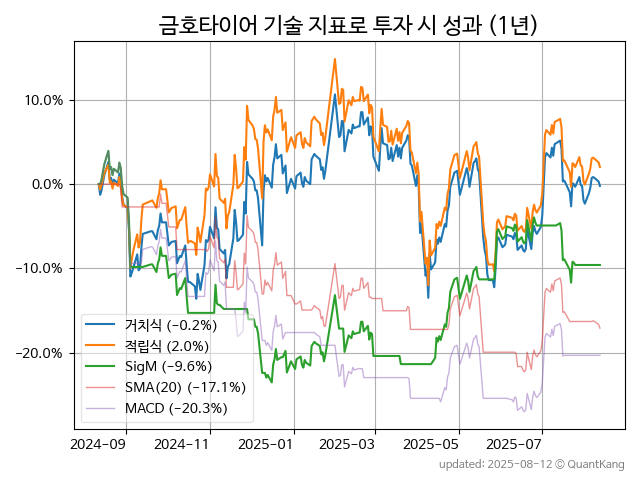 금호타이어 기술 지표로 투자 시 성과 (1년)
10.0%
0.0%
−10.0%
−20.0%
거치식 (−0.2%)
적립식 (2.0%)
SigM (−9.6%)
SMA(20) (−17.1%)
MACD (−20.3%)
2024-09 2024-11 2025-01 2025-03 2025-05 2025-07
updated: 2025-08-12 © QuantKang